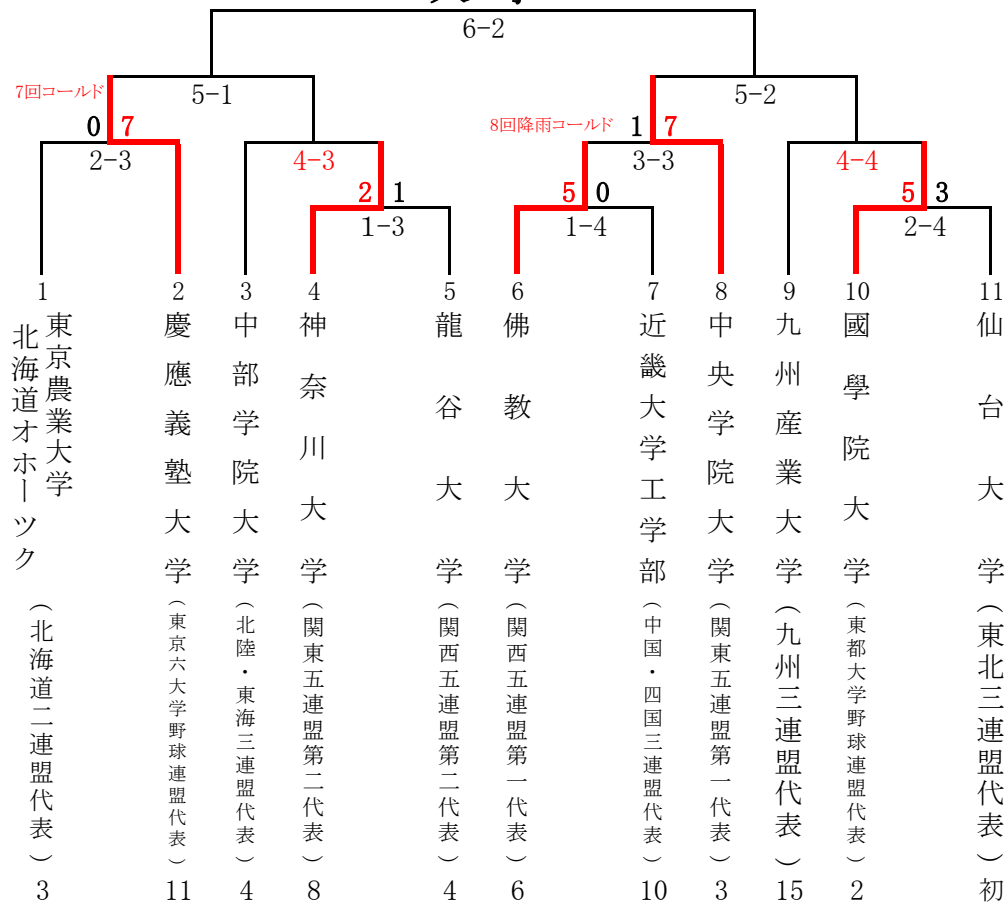 6-2
7回コールド
5-1
5-2
0 7
2-3
4-3
8回降雨コールド
1 7
3-3
4-4
2 1
1-3
5 0
1-4
5 3
2-4
1
2
3
4
5
6
7
8
9
10
11
東京農業大学
北海道オホーツク
(北海道二連盟代表)
3
慶應義塾大学
(東京六大学野球連盟代表)
11
中部学院大学
(北陸・東海三連盟代表)
4
神奈川大学
(関東五連盟第二代表)
8
龍谷大学
(関西五連盟第二代表)
4
佛教大学
(関西五連盟第一代表)
6
近畿大学工学部
(中国・四国三連盟代表)
10
中央学院大学
(関東五連盟第一代表)
3
九州産業大学
(九州三連盟代表)
15
國學院大學
(東都大学野球連盟代表)
2
仙台大学
(東北三連盟代表)
初